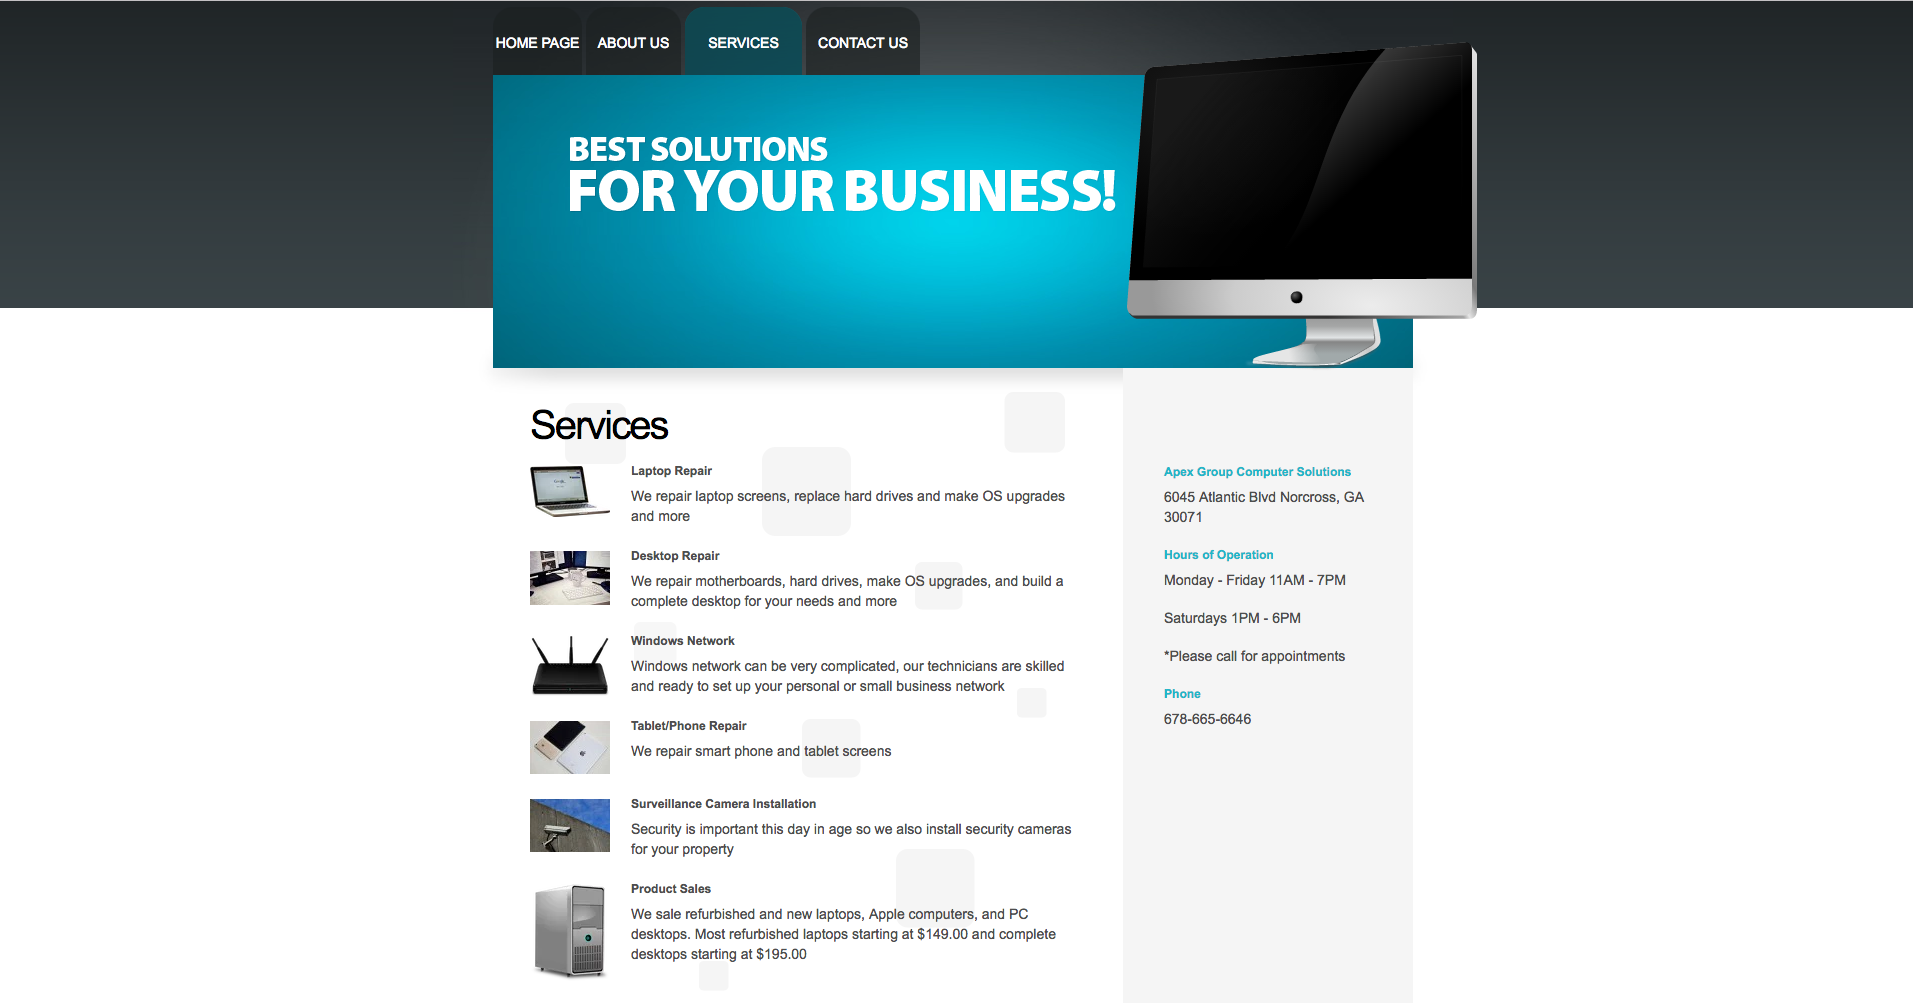 HOME PAGE
ABOUT US
SERVICES
CONTACT US
BEST SOLUTIONS
FOR YOUR BUSINESS!
Services
Laptop Repair
We repair laptop screens, replace hard drives and make OS upgrades
and more
Desktop Repair
We repair motherboards, hard drives, make OS upgrades, and build a
complete desktop for your needs and more
Windows Network
Windows network can be very complicated, our technicians are skilled
and ready to set up your personal or small business network
Tablet/Phone Repair
We repair smart phone and tablet screens
Surveillance Camera Installation
Security is important this day in age so we also install security cameras
for your property
Product Sales
We sale refurbished and new laptops, Apple computers, and PC
desktops. Most refurbished laptops starting at $149.00 and complete
desktops starting at $195.00
Apex Group Computer Solutions
6045 Atlantic Blvd Norcross, GA
30071
Hours of Operation
Monday - Friday 11AM - 7PM
Saturdays 1PM - 6PM
*Please call for appointments
Phone
678-665-6646